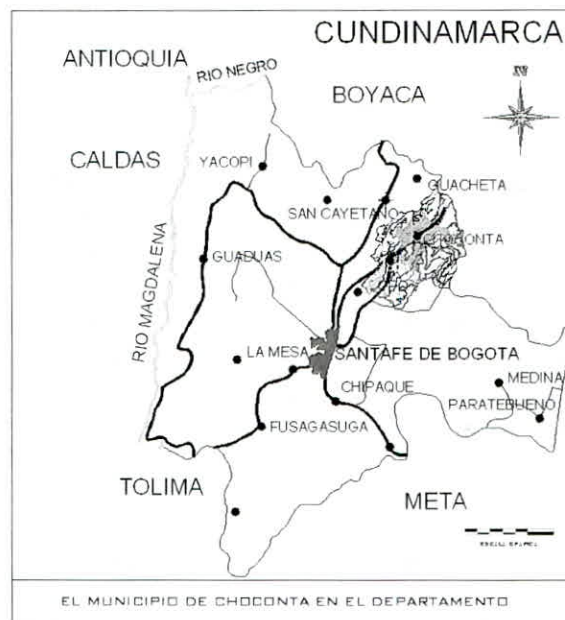 CUNDINAMARCA
ANTIOQUIA
RIO NEGRO
N
BOYACA
CALDAS
YACOPI
GUACHETA
SAN CAYETANO
CHOCONTA
GUADUAS
RIO MAGDALENA
LA MESA
SANTAFE DE BOGOTA
CHIPAQUE
MEDINA
PARATEBUENO
FUSAGASUGA
TOLIMA
META
EL MUNICIPIO DE CHOCONTA EN EL DEPARTAMENTO